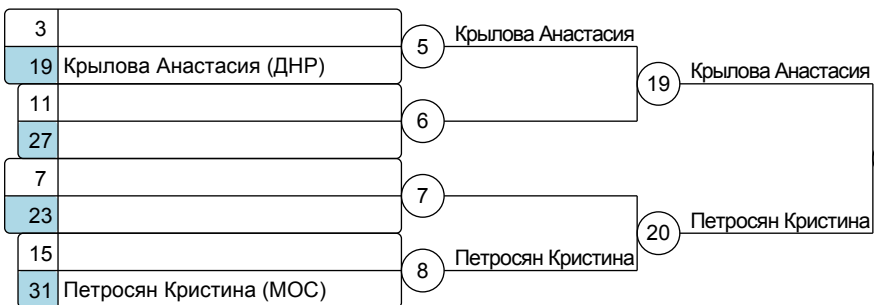 3
19 Крылова Анастасия (ДНР)
11
27
7
23
15
31 Петросян Кристина (МОС)
5 Крылова Анастасия
6
7
8 Петросян Кристина
19 Крылова Анастасия
20 Петросян Кристина